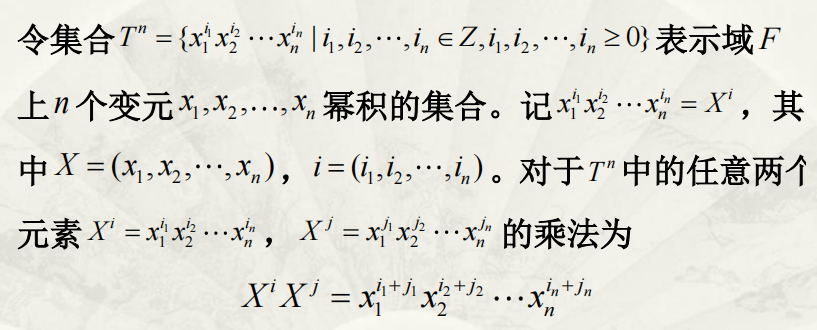 令集合 $T^n = \{x_1^{i_1} x_2^{i_2} \cdots x_n^{i_n} \mid i_1, i_2, \cdots, i_n \in Z, i_1, i_2, \cdots, i_n \geq 0\}$ 表示域 $F$
上 $n$ 个变元 $x_1, x_2, \ldots, x_n$ 幂积的集合。记 $x_1^{i_1} x_2^{i_2} \cdots x_n^{i_n} = X^i$，其
中 $X = (x_1, x_2, \cdots, x_n)$，$i = (i_1, i_2, \cdots, i_n)$。对于 $T^n$ 中的任意两个
元素 $X^i = x_1^{i_1} x_2^{i_2} \cdots x_n^{i_n}$，$X^j = x_1^{j_1} x_2^{j_2} \cdots x_n^{j_n}$ 的乘法为
$X^i X^j = x_1^{i_1+j_1} x_2^{i_2+j_2} \cdots x_n^{i_n+j_n}$